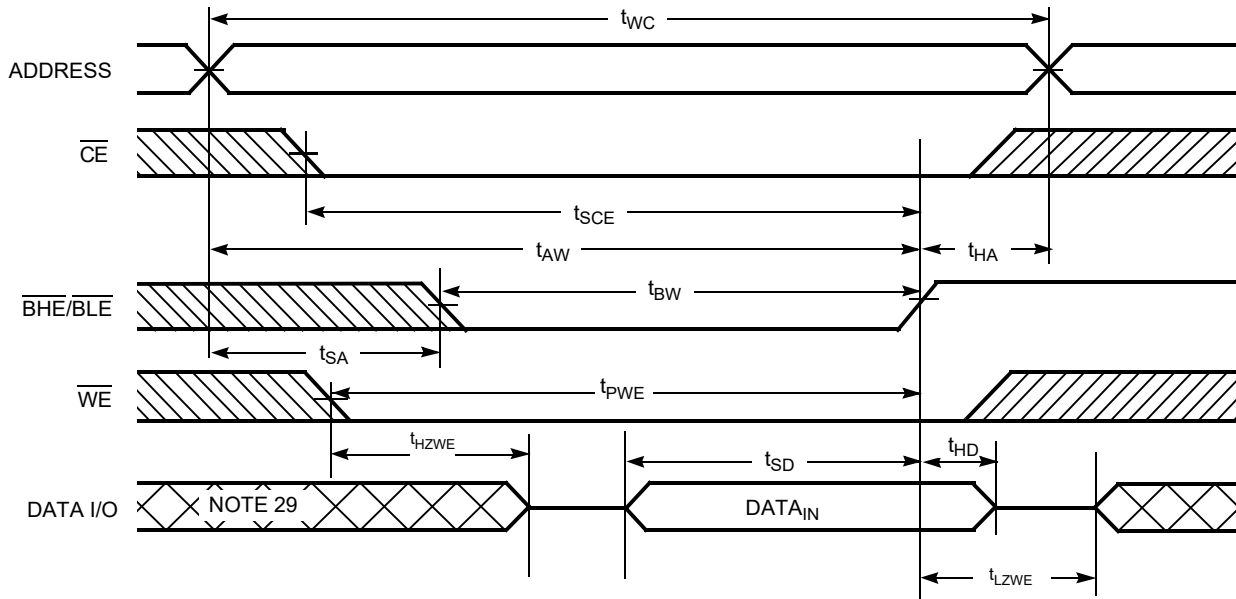 tWC
ADDRESS
CE
tSCE
tAW
tHA
BHE/BLE
tBW
tSA
WE
tPWE
tHZWE
tSD
tHD
DATA I/O
NOTE 29
DATAIN
tLZWE